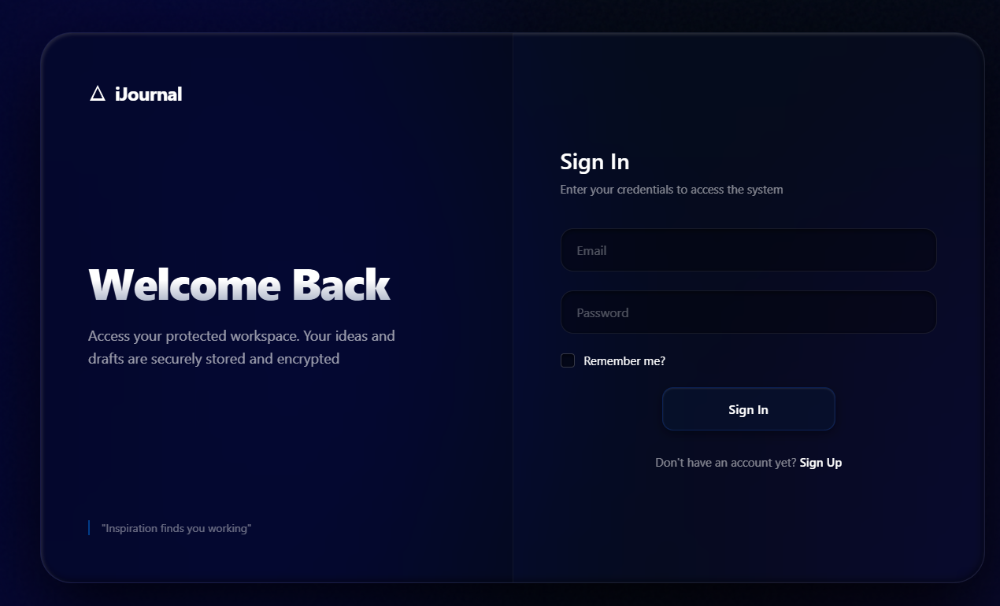 iJournal
Welcome Back
Access your protected workspace. Your ideas and
drafts are securely stored and encrypted
"Inspiration finds you working"
Sign In
Enter your credentials to access the system
Email
Password
Remember me?
Sign In
Don't have an account yet? Sign Up